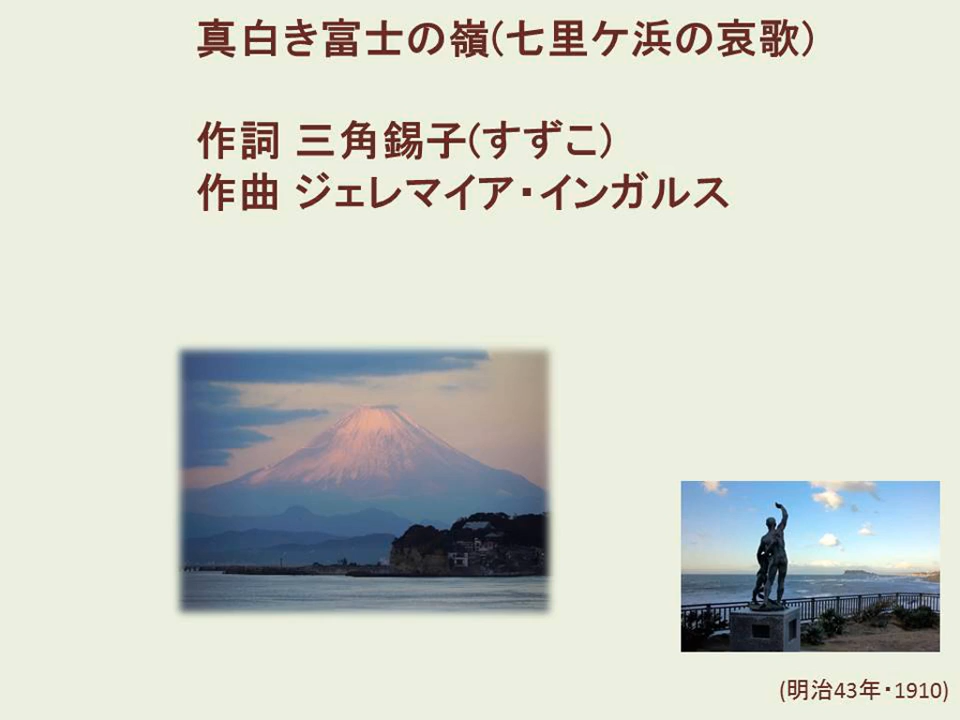 真白き富士の嶺(七里ケ浜の哀歌)
作詞 三角錫子(すずこ)
作曲 ジェレマイア・インガルス
(明治43年・1910)